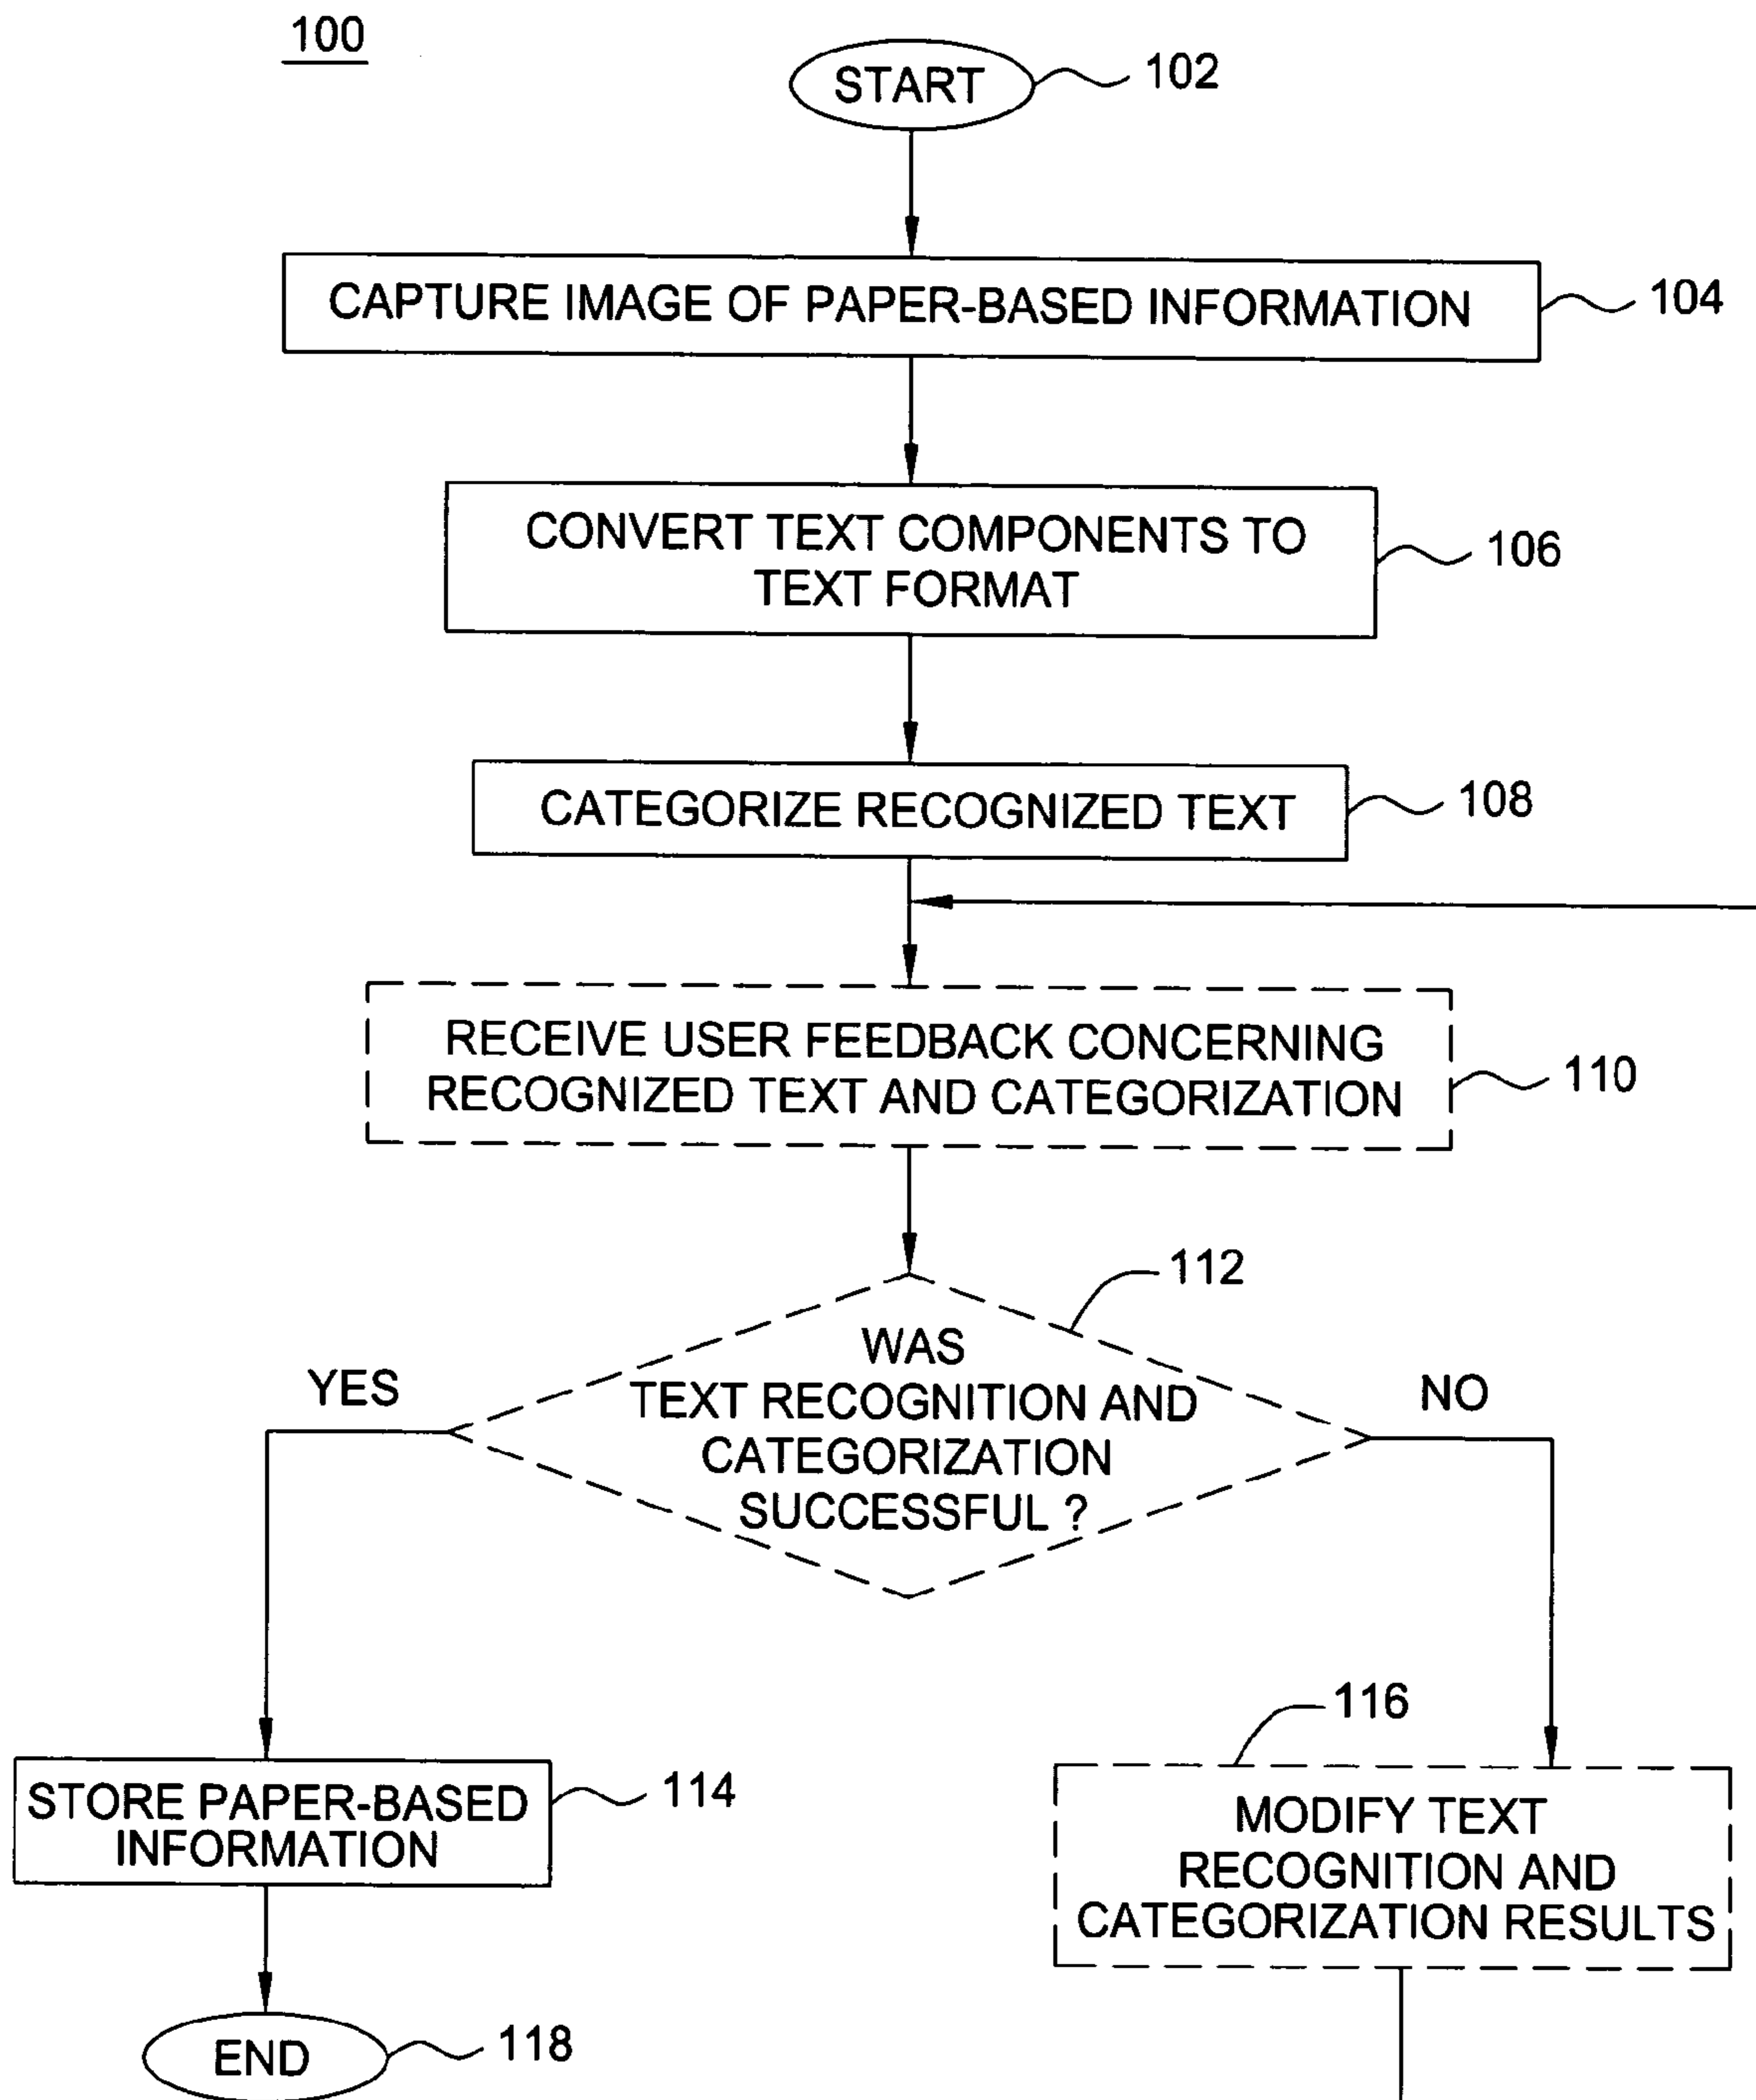 100
START
102
CAPTURE IMAGE OF PAPER-BASED INFORMATION
104
CONVERT TEXT COMPONENTS TO
TEXT FORMAT
106
CATEGORIZE RECOGNIZED TEXT
108
RECEIVE USER FEEDBACK CONCERNING
RECOGNIZED TEXT AND CATEGORIZATION
110
112
WAS
TEXT RECOGNITION AND
CATEGORIZATION
SUCCESSFUL ?
YES
NO
STORE PAPER-BASED
INFORMATION
114
116
MODIFY TEXT
RECOGNITION AND
CATEGORIZATION RESULTS
END
118